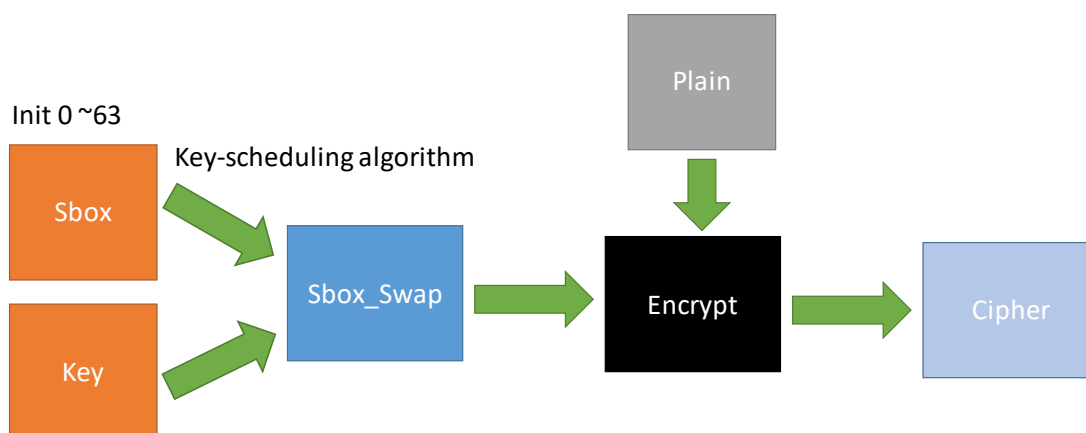 Plain
Init 0 ~63
Key-scheduling algorithm
Sbox
Sbox_Swap
Encrypt
Cipher
Key